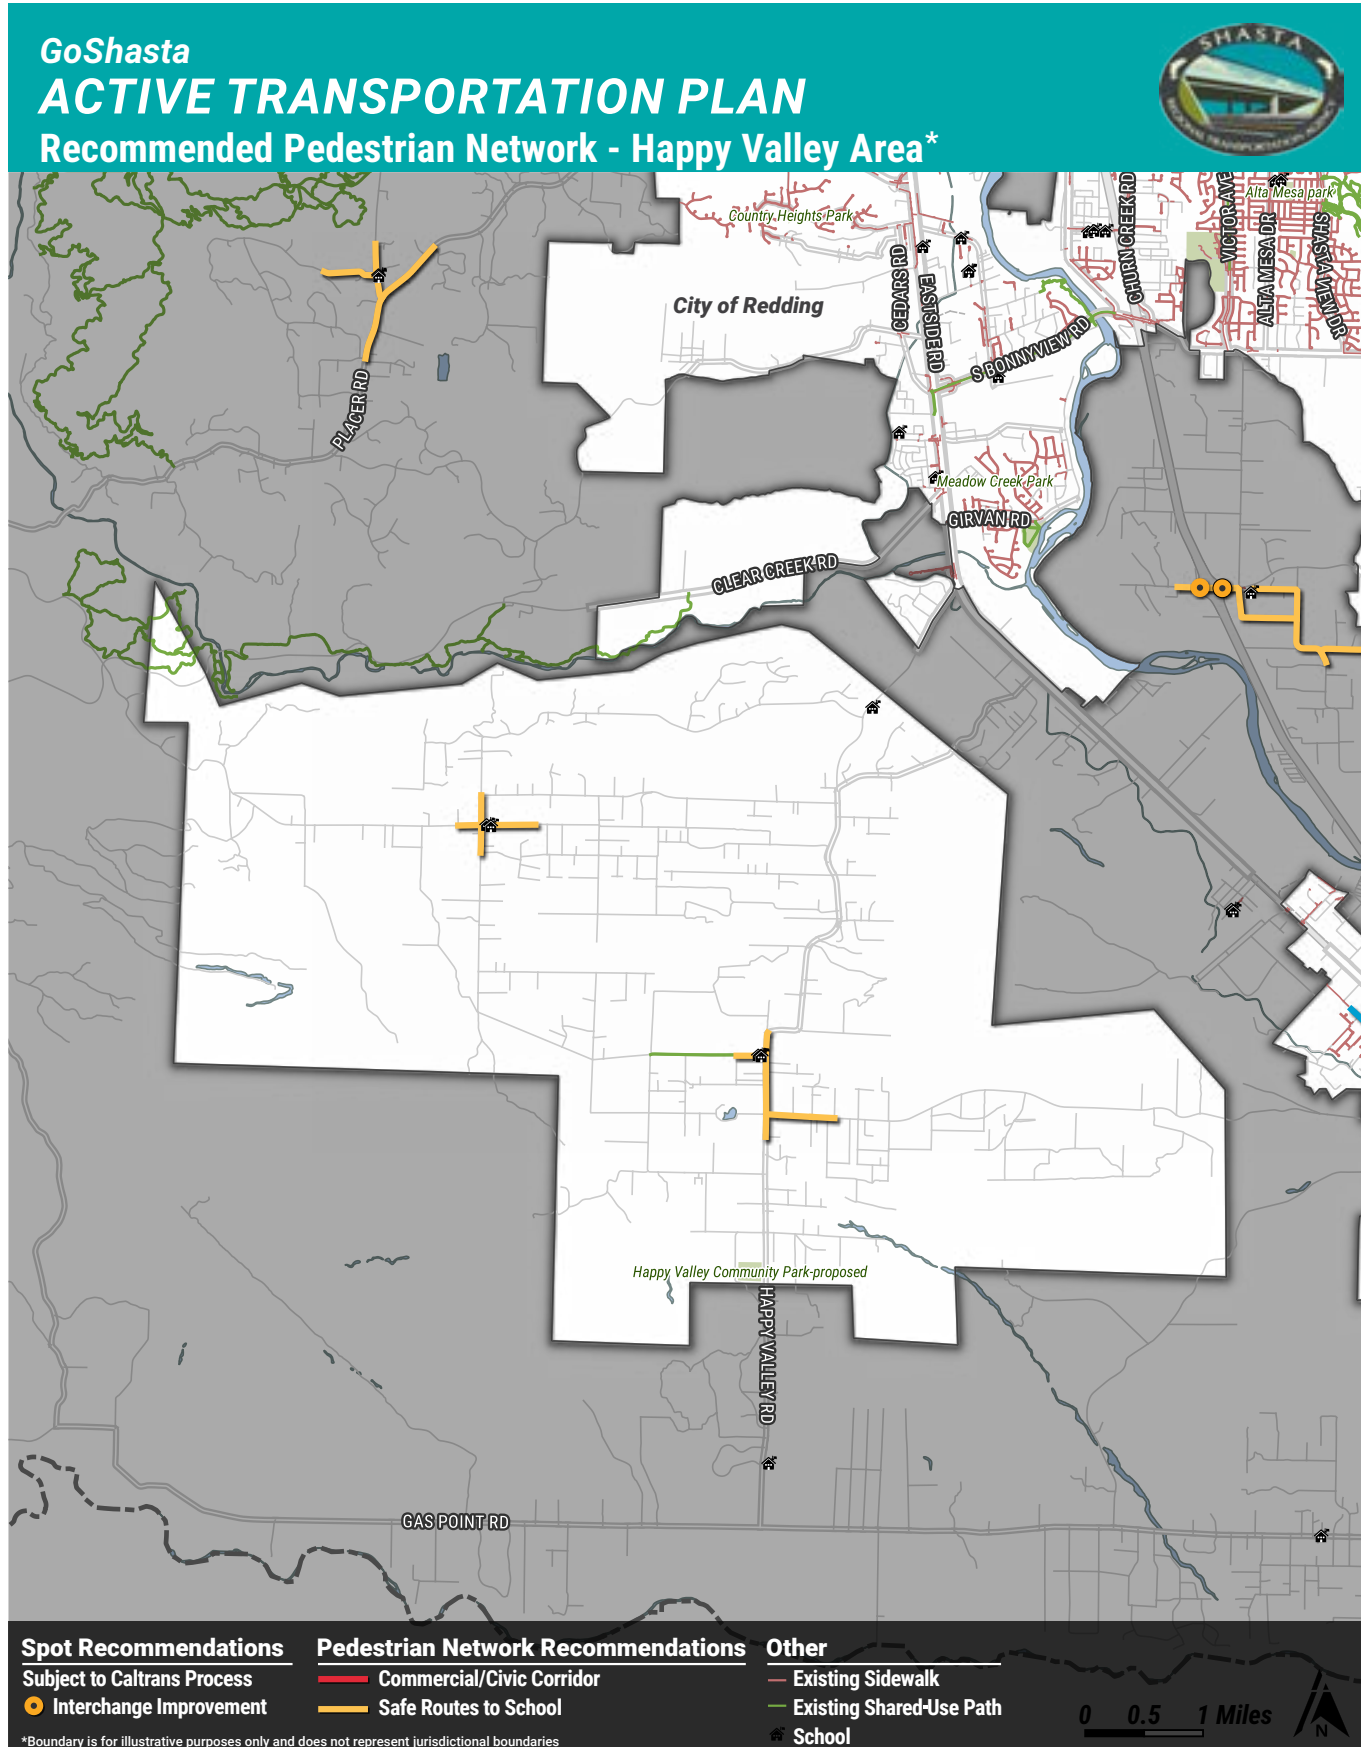 GoShasta
ACTIVE TRANSPORTATION PLAN
Recommended Pedestrian Network - Happy Valley Area*
SHASTA
REGIONAL TRANSPORTATION AGENCY
Country Heights Park
Alta Mesa park
CEDARS RD
EASTSIDE RD
CHURN CREEK RD
VICTOR AVE
ALTA MESA DR
SHASTA VIEW DR
City of Redding
S BONNYVIEW RD
PLACER RD
Meadow Creek Park
GIRVAN RD
CLEAR CREEK RD
Happy Valley Community Park-proposed
HAPPY VALLEY RD
GAS POINT RD
Spot Recommendations
Subject to Caltrans Process
Interchange Improvement
Pedestrian Network Recommendations
Commercial/Civic Corridor
Safe Routes to School
Other
Existing Sidewalk
Existing Shared-Use Path
School
0 0.5 1 Miles
N
*Boundary is for illustrative purposes only and does not represent jurisdictional boundaries